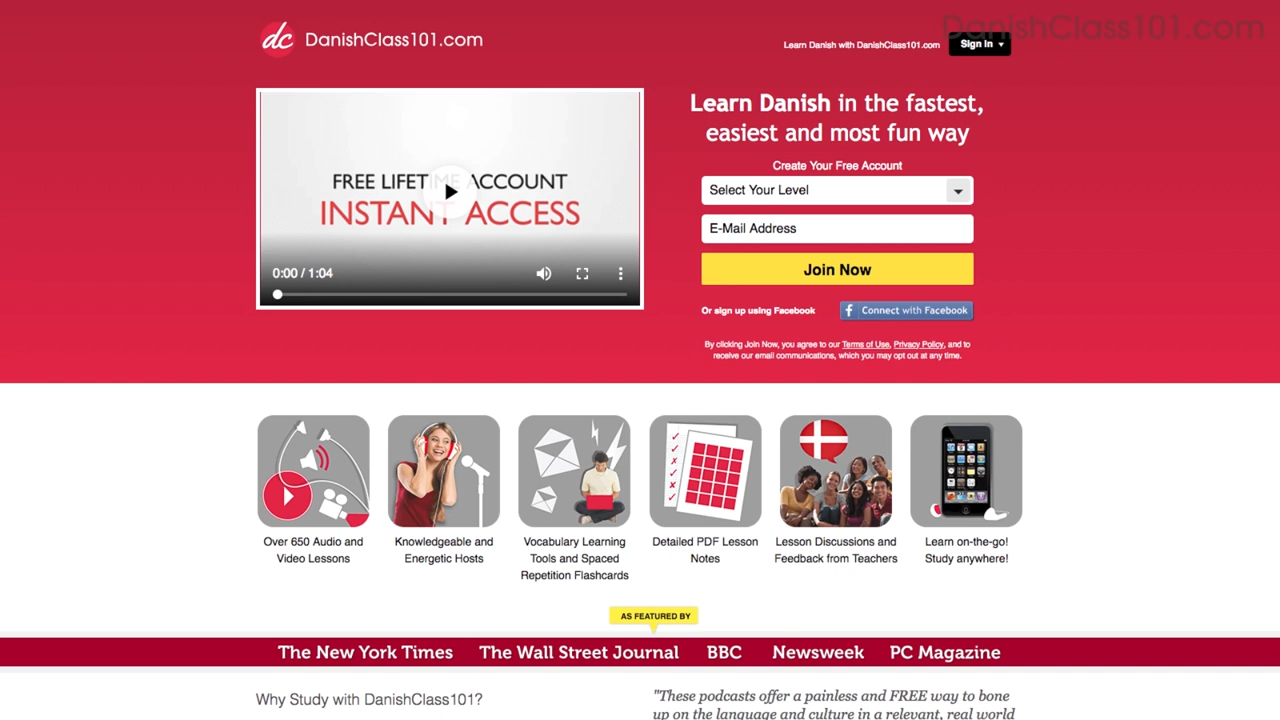 DanishClass101.com
dc DanishClass101.com
Learn Danish with DanishClass101.com
Sign In
FREE LIFETIME ACCOUNT
INSTANT ACCESS
0:00 / 1:04
Learn Danish in the fastest,
easiest and most fun way
Create Your Free Account
Select Your Level
E-Mail Address
Join Now
Or sign up using Facebook
f Connect with Facebook
By clicking Join Now, you agree to our Terms of Use, Privacy Policy, and to
receive our email communications, which you may opt out at any time.
Over 650 Audio and
Video Lessons
Knowledgeable and
Energetic Hosts
Vocabulary Learning
Tools and Spaced
Repetition Flashcards
Detailed PDF Lesson
Notes
Lesson Discussions and
Feedback from Teachers
Learn on-the-go!
Study anywhere!
AS FEATURED BY
The New York Times
The Wall Street Journal
BBC
Newsweek
PC Magazine
Why Study with DanishClass101?
"These podcasts offer a painless and FREE way to bone
up on the language and culture in a relevant, real world